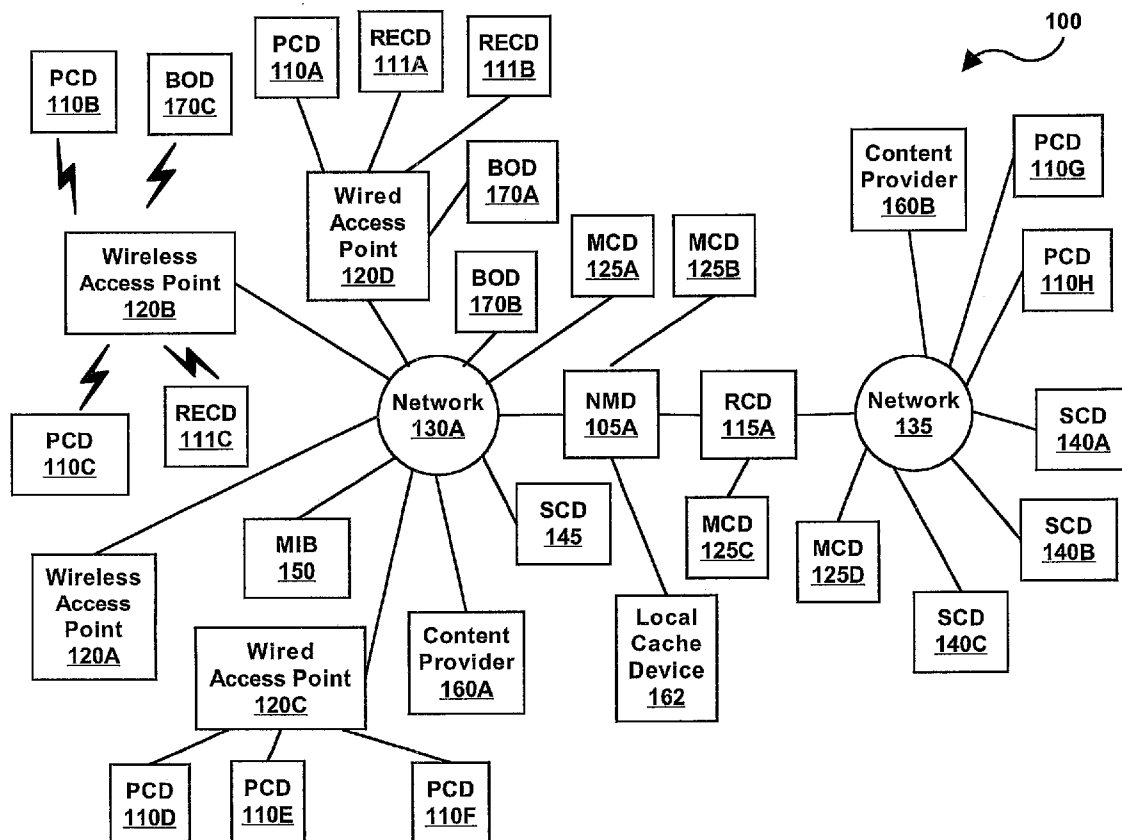 100
PCD
110B
BOD
170C
PCD
110A
RECD
111A
RECD
111B
Content
Provider
160B
PCD
110G
Wired
Access
Point
120D
BOD
170A
MCD
125A
MCD
125B
PCD
110H
Wireless
Access Point
120B
BOD
170B
PCD
110C
RECD
111C
Network
130A
NMD
105A
RCD
115A
Network
135
SCD
140A
SCD
145
MCD
125C
MCD
125D
SCD
140B
MIB
150
Wireless
Access
Point
120A
Wired
Access Point
120C
Content
Provider
160A
Local
Cache
Device
162
SCD
140C
PCD
110D
PCD
110E
PCD
110F